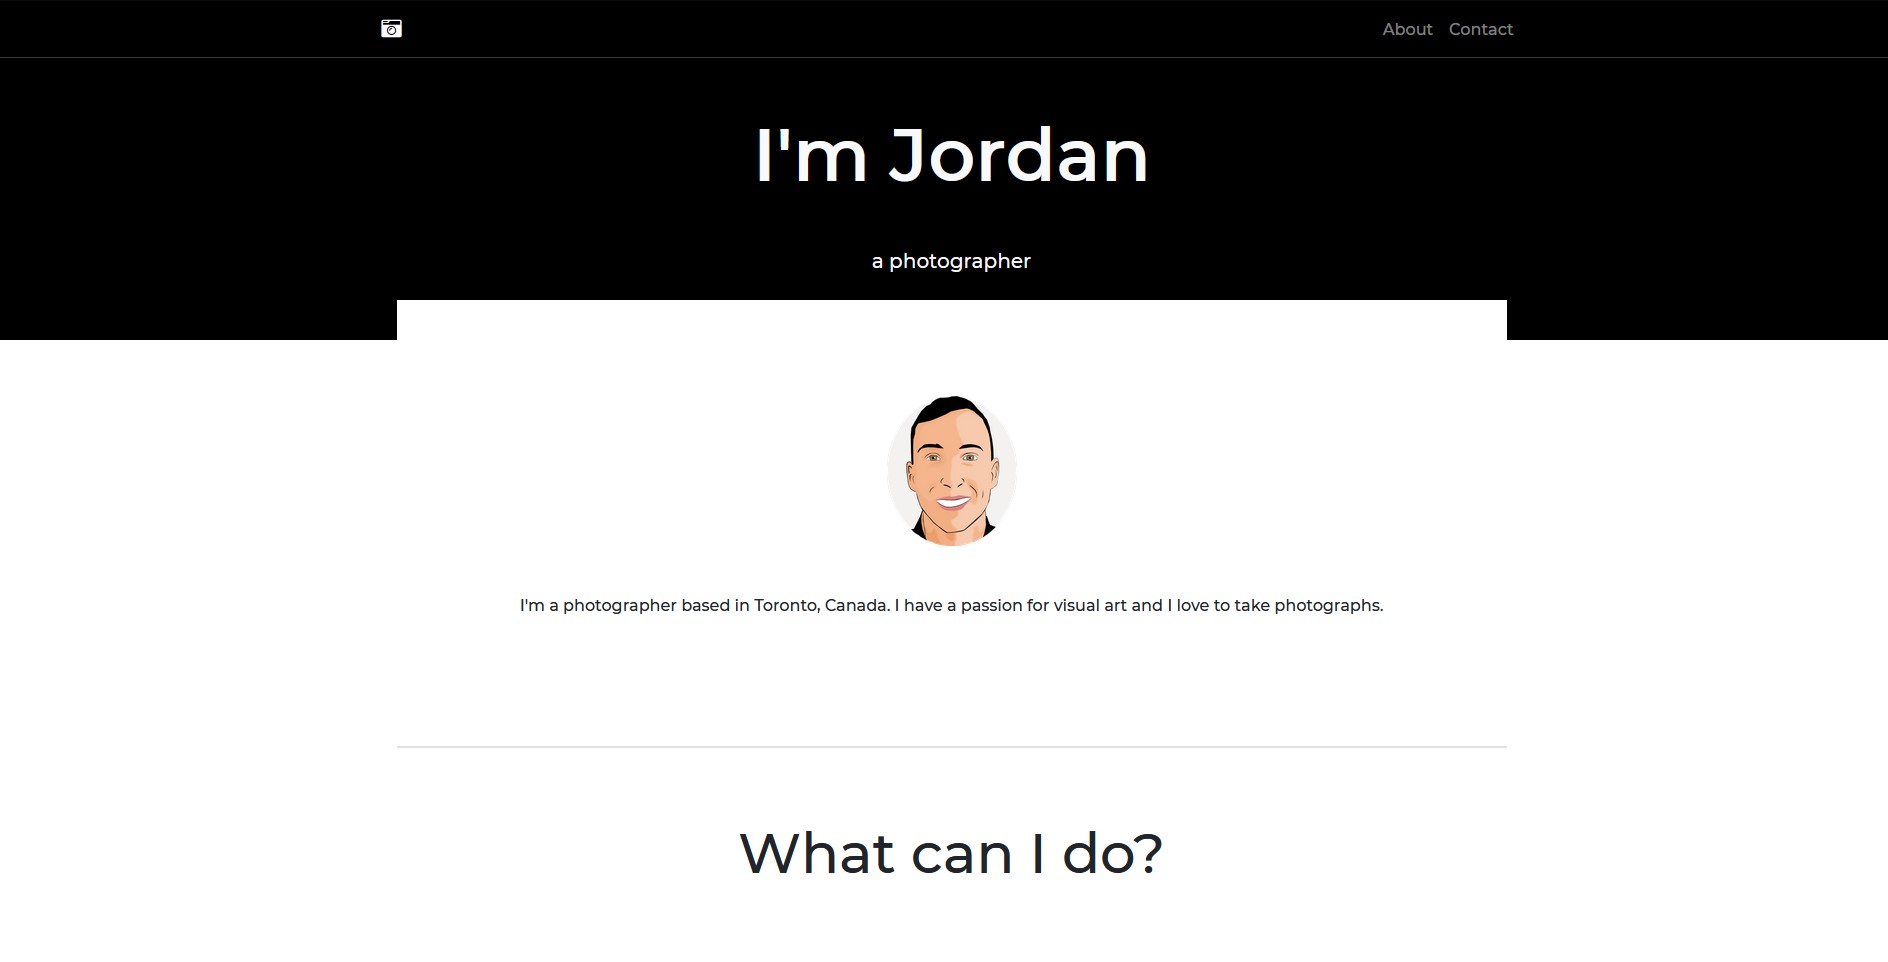 About Contact
I'm Jordan
a photographer
I'm a photographer based in Toronto, Canada. I have a passion for visual art and I love to take photographs.
What can I do?